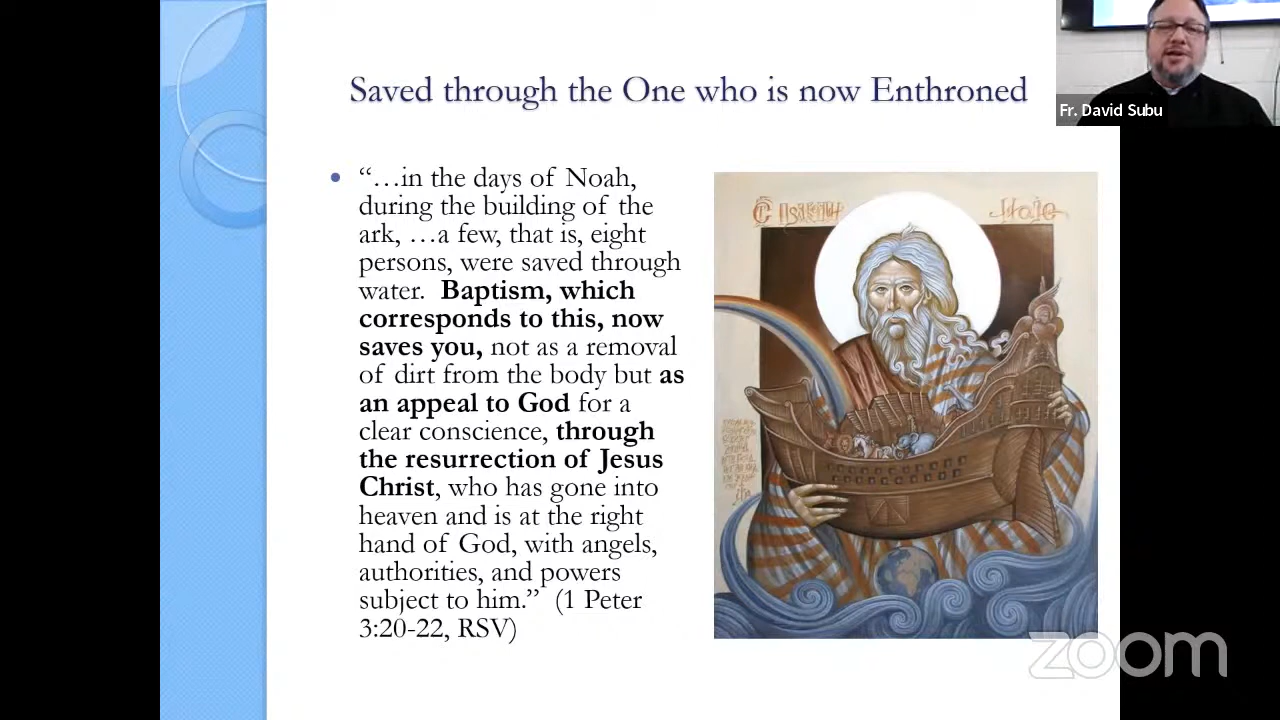 Saved through the One who is now Enthroned
Fr. David Subu
• “…in the days of Noah,
during the building of the
ark, …a few, that is, eight
persons, were saved through
water. Baptism, which
corresponds to this, now
saves you, not as a removal
of dirt from the body but as
an appeal to God for a
clear conscience, through
the resurrection of Jesus
Christ, who has gone into
heaven and is at the right
hand of God, with angels,
authorities, and powers
subject to him.” (1 Peter
3:20-22, RSV)
zoom